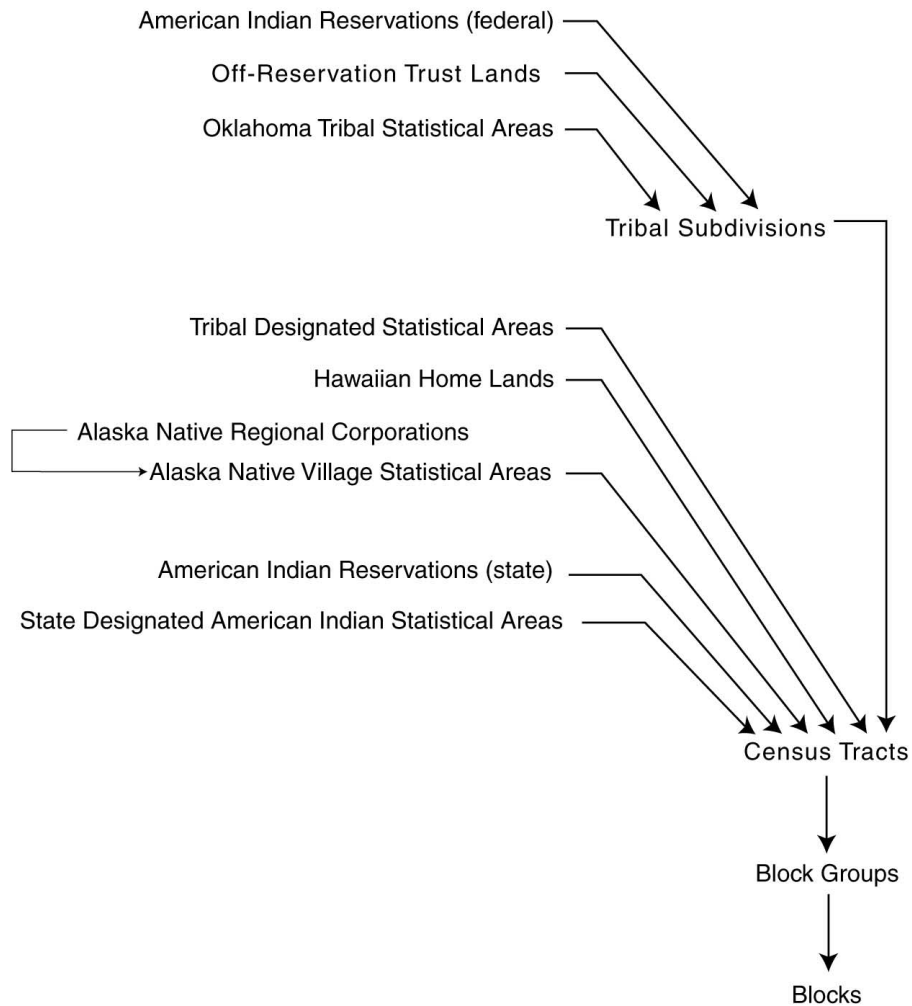 American Indian Reservations (federal)
Off-Reservation Trust Lands
Oklahoma Tribal Statistical Areas
Tribal Subdivisions
Tribal Designated Statistical Areas
Hawaiian Home Lands
Alaska Native Regional Corporations
Alaska Native Village Statistical Areas
American Indian Reservations (state)
State Designated American Indian Statistical Areas
Census Tracts
Block Groups
Blocks